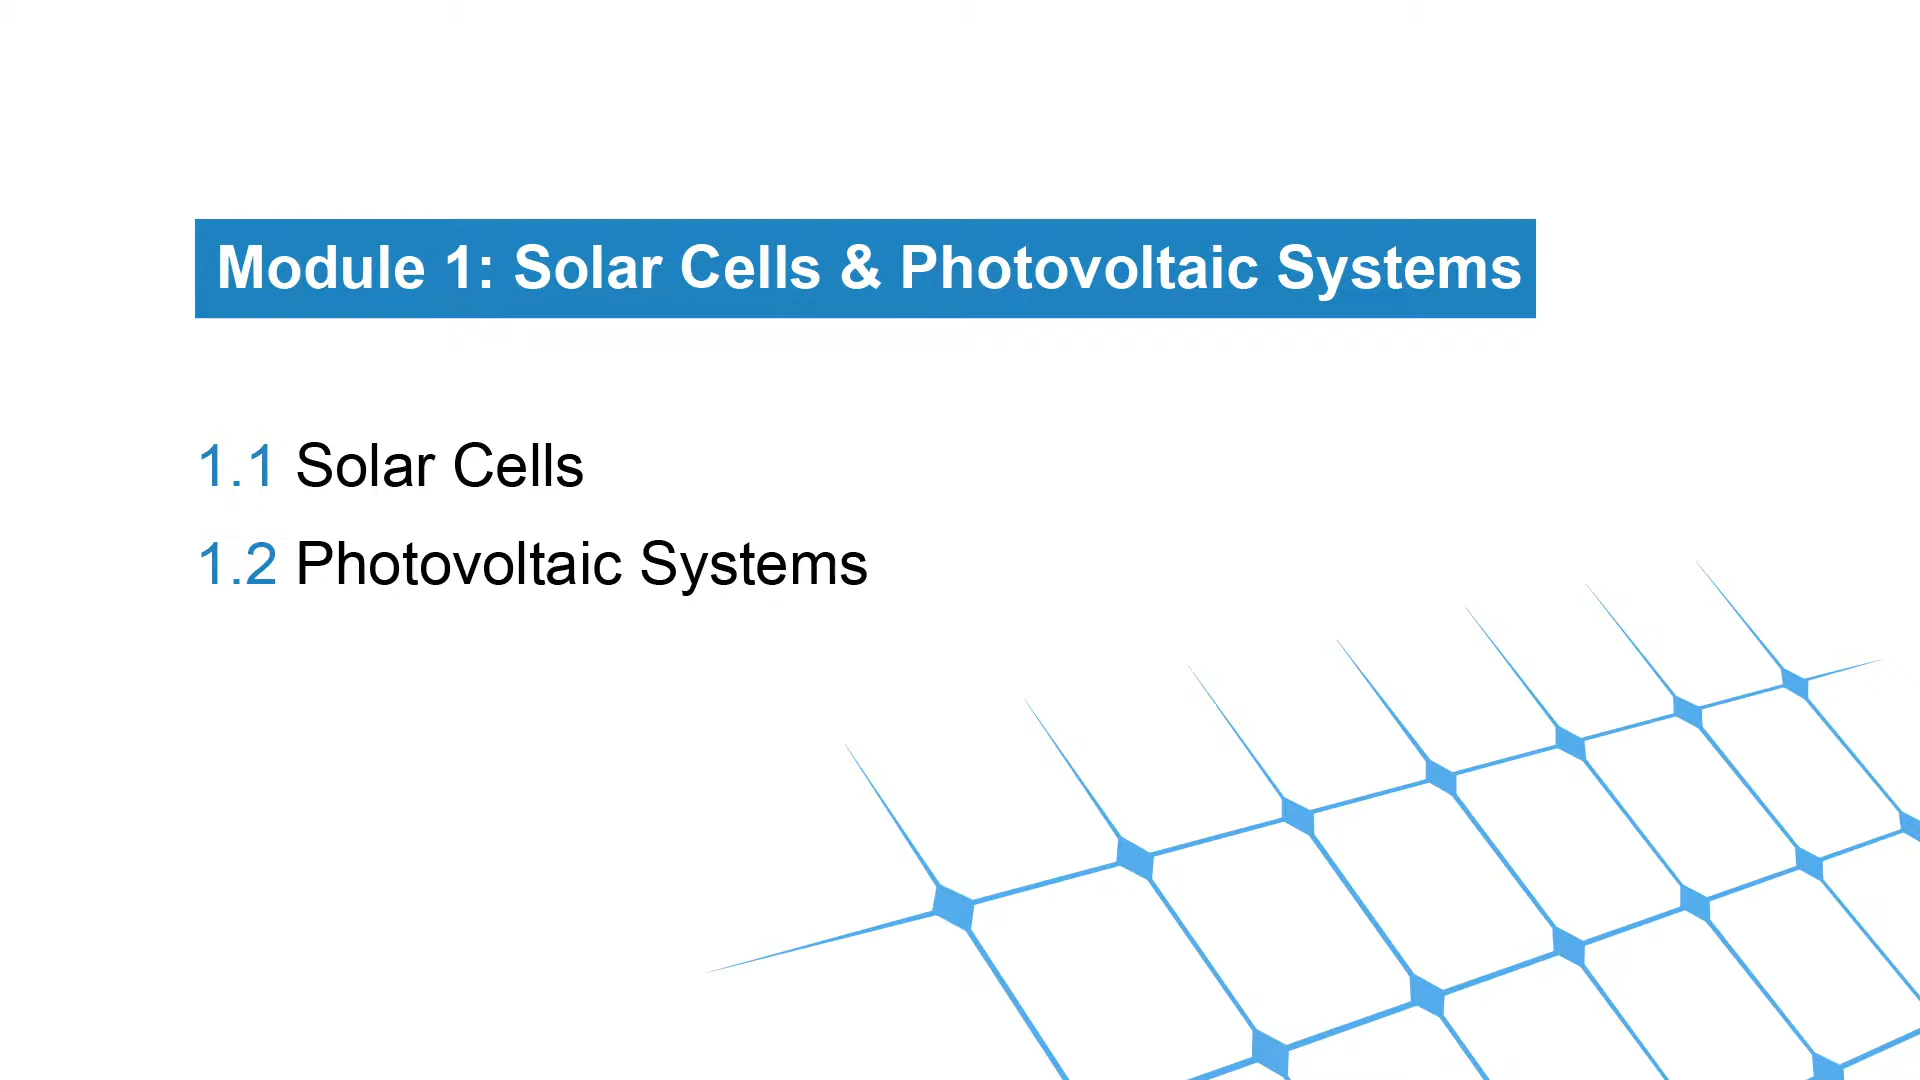 Module 1: Solar Cells & Photovoltaic Systems
1.1 Solar Cells
1.2 Photovoltaic Systems